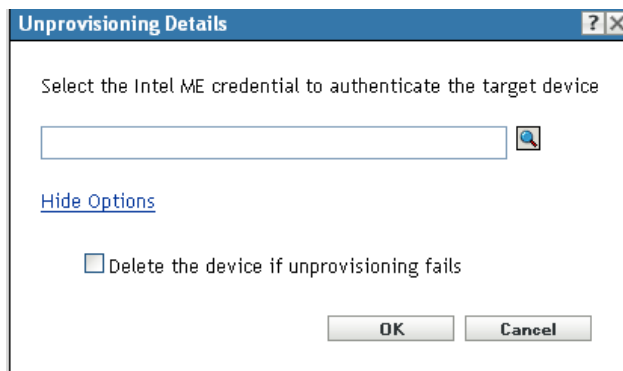 Unprovisioning Details ? X
Select the Intel ME credential to authenticate the target device
Hide Options
Delete the device if unprovisioning fails
OK Cancel